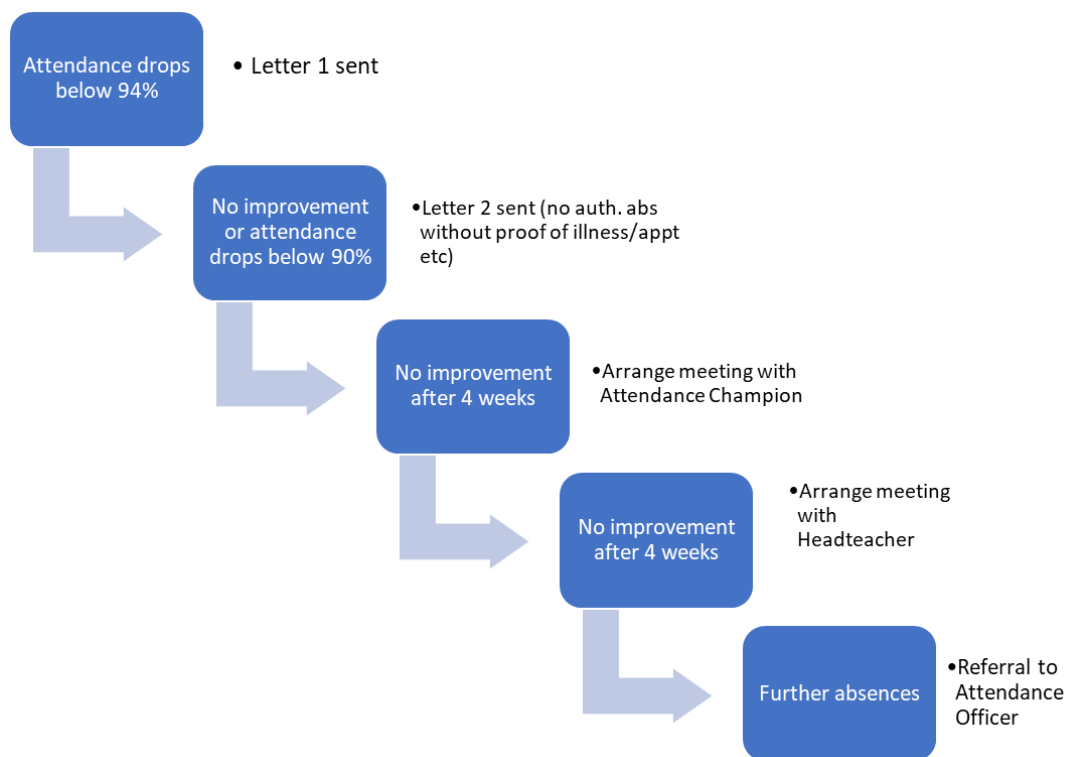 Attendance drops
below 94%
• Letter 1 sent
No improvement
or attendance
drops below 90%
•Letter 2 sent (no auth. abs
without proof of illness/appt
etc)
No improvement
after 4 weeks
•Arrange meeting with
Attendance Champion
No improvement
after 4 weeks
•Arrange meeting
with
Headteacher
Further absences
•Referral to
Attendance
Officer